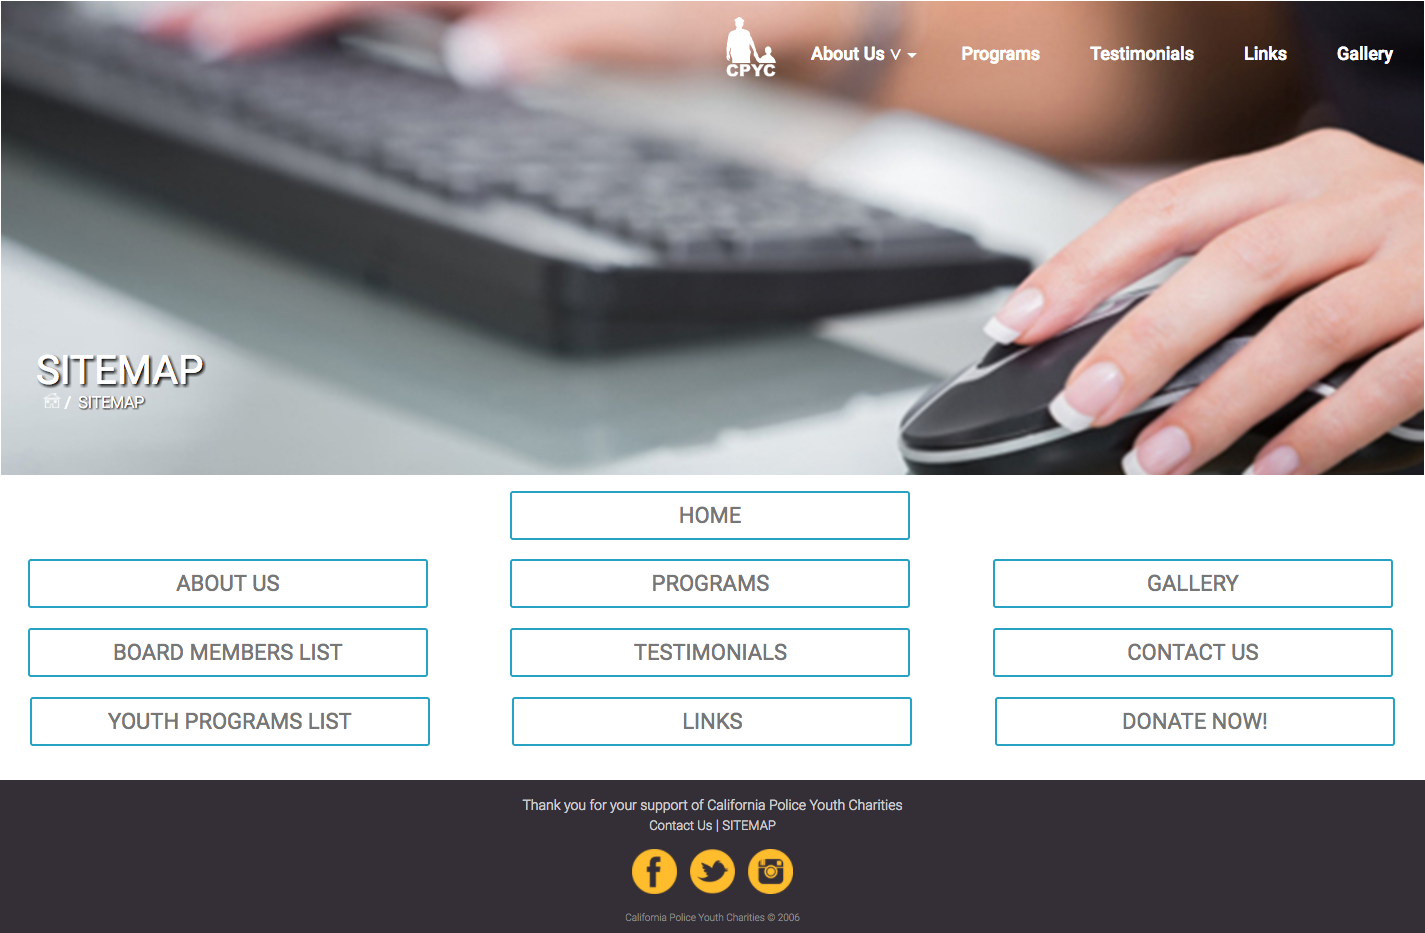 CPYC
About Us ∨
Programs
Testimonials
Links
Gallery
SITEMAP
/ SITEMAP
HOME
ABOUT US
PROGRAMS
GALLERY
BOARD MEMBERS LIST
TESTIMONIALS
CONTACT US
YOUTH PROGRAMS LIST
LINKS
DONATE NOW!
Thank you for your support of California Police Youth Charities
Contact Us | SITEMAP
California Police Youth Charities © 2006